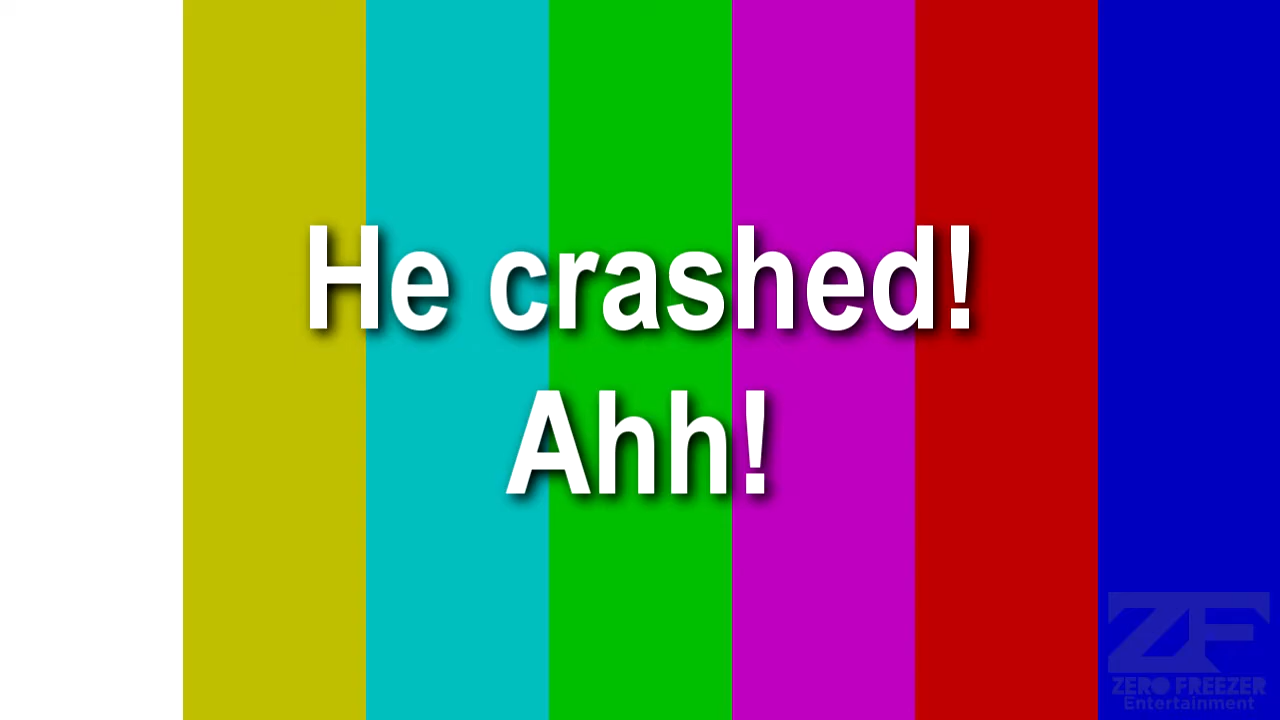 He crashed!
Ahh!
ZF
ZERO FREEZER
Entertainment